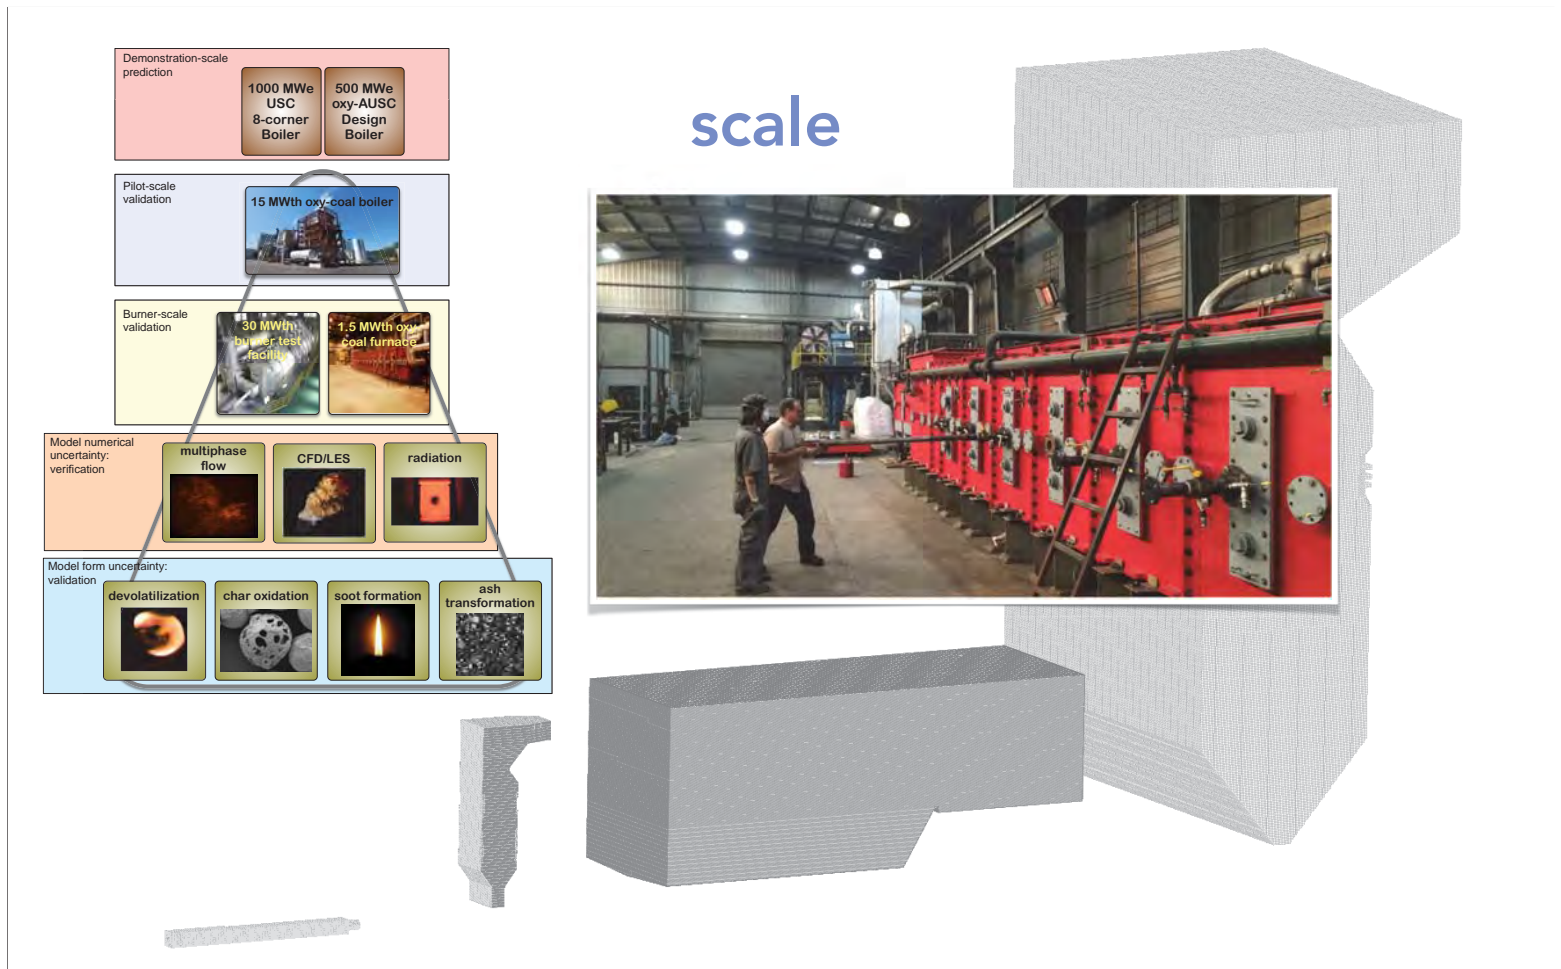 Demonstration-scale
prediction
1000 MWe
USC
8-corner
Boiler
500 MWe
oxy-AUSC
Design
Boiler
scale
Pilot-scale
validation
15 MWth oxy-coal boiler
Burner-scale
validation
30 MWth
burner test
facility
1.5 MWth oxy-
coal furnace
Model numerical
uncertainty:
verification
multiphase
flow
CFD/LES
radiation
Model form uncertainty:
validation
devolatilization
char oxidation
soot formation
ash
transformation